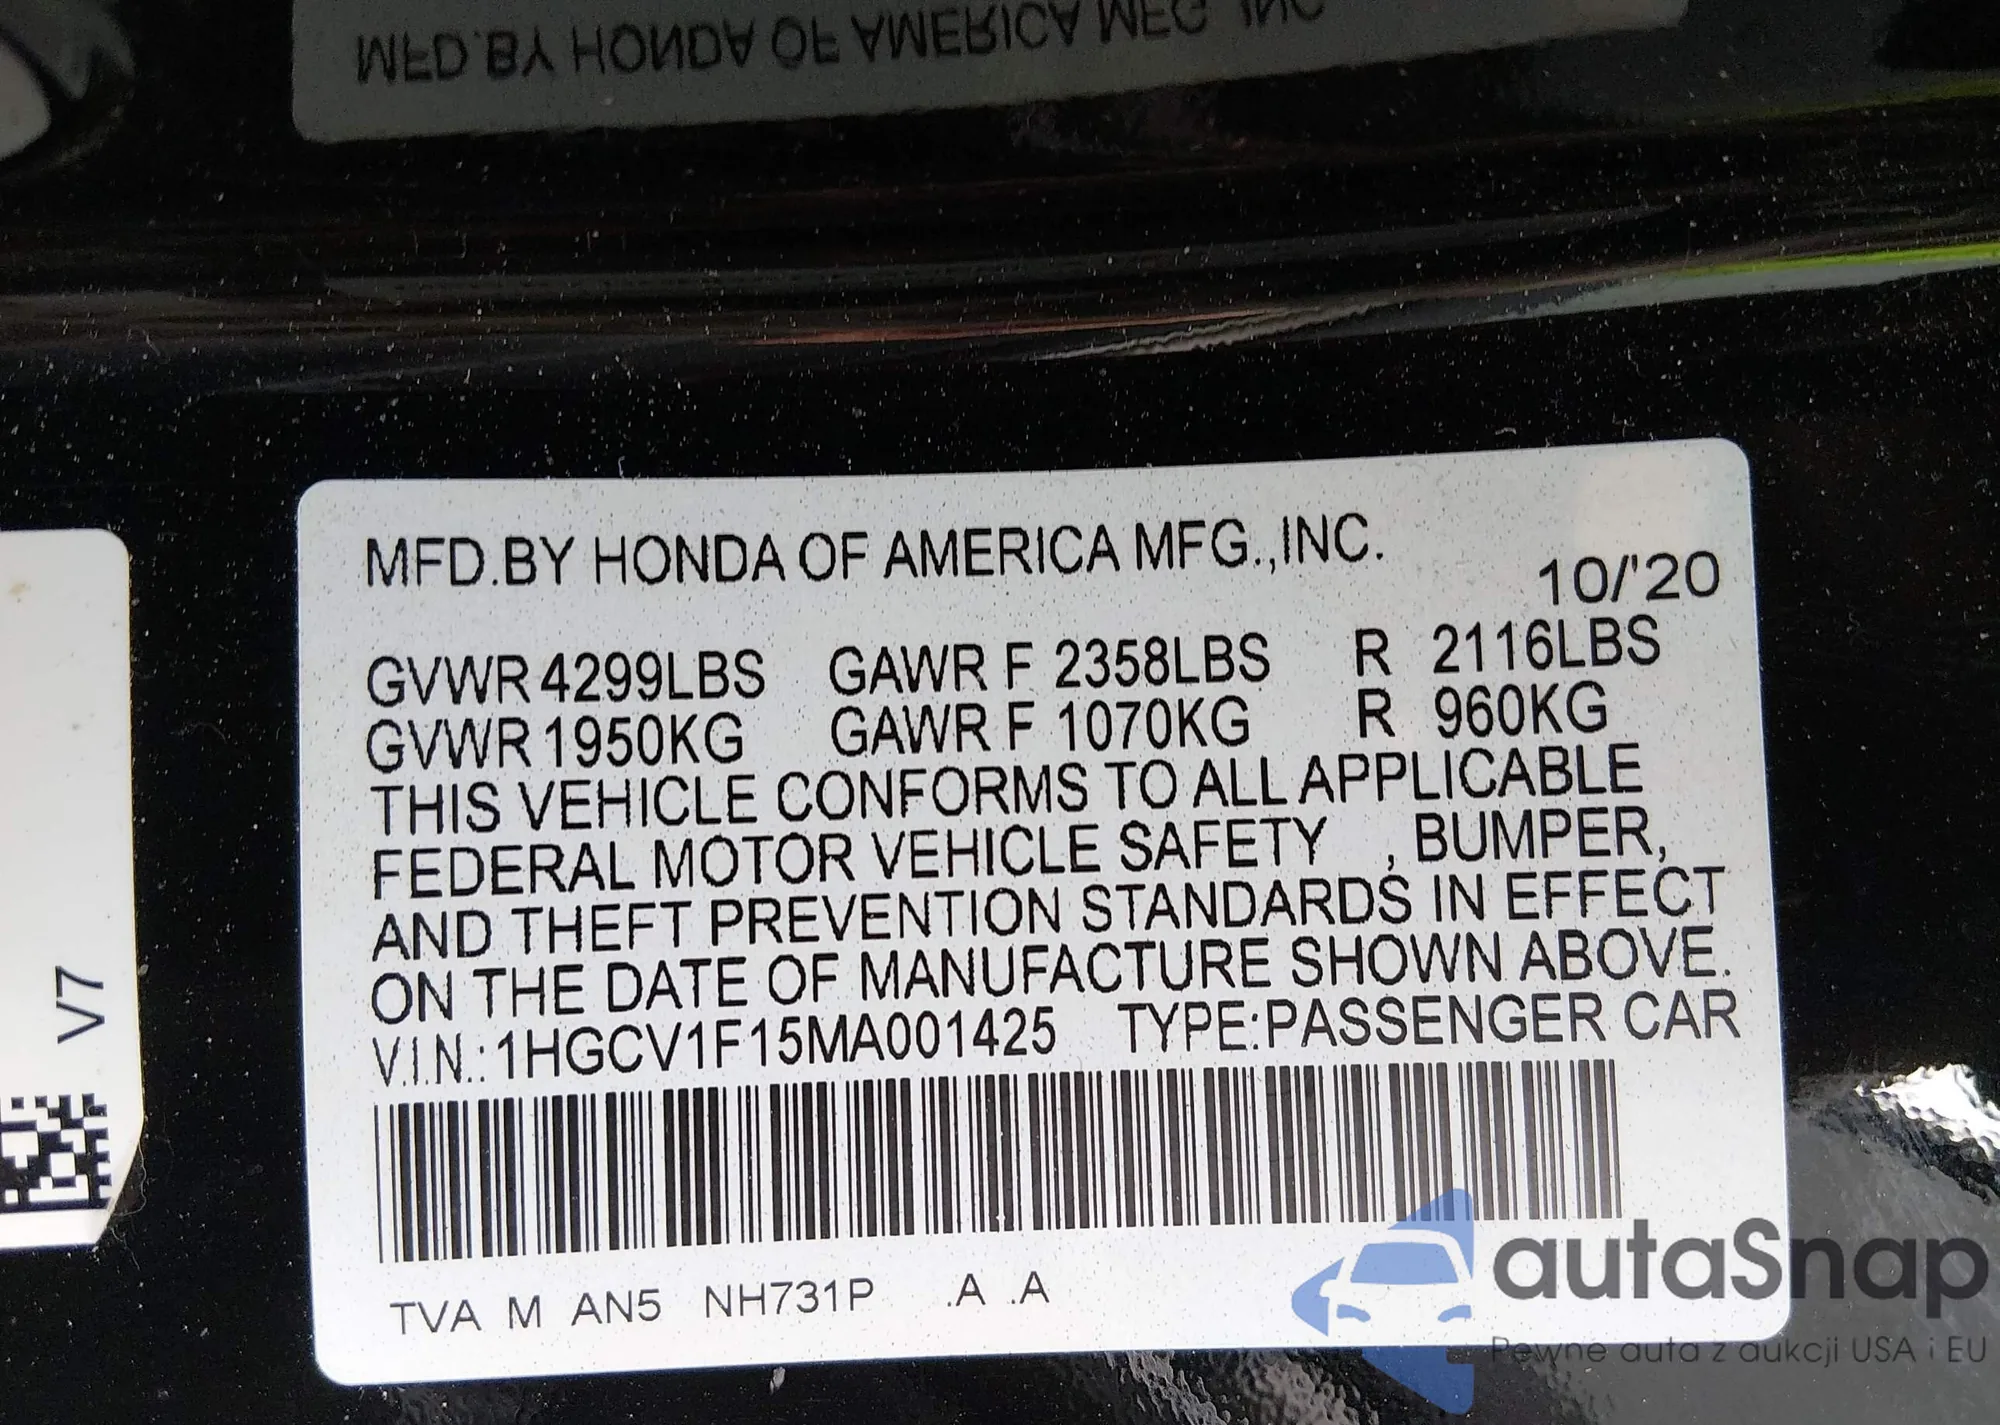 MFD.BY HONDA OF AMERICA MFG., INC
MFD.BY HONDA OF AMERICA MFG.,INC.
10/'20
GVWR 4299LBS GAWR F 2358LBS R 2116LBS
GVWR 1950KG GAWR F 1070KG R 960KG
THIS VEHICLE CONFORMS TO ALL APPLICABLE
FEDERAL MOTOR VEHICLE SAFETY , BUMPER,
AND THEFT PREVENTION STANDARDS IN EFFECT
ON THE DATE OF MANUFACTURE SHOWN ABOVE.
V.I.N.: 1HGCV1F15MA001425 TYPE:PASSENGER CAR
TVA M AN5 NH731P .A .A
V7
autaSnap
Pewne auta z aukcji USA i EU